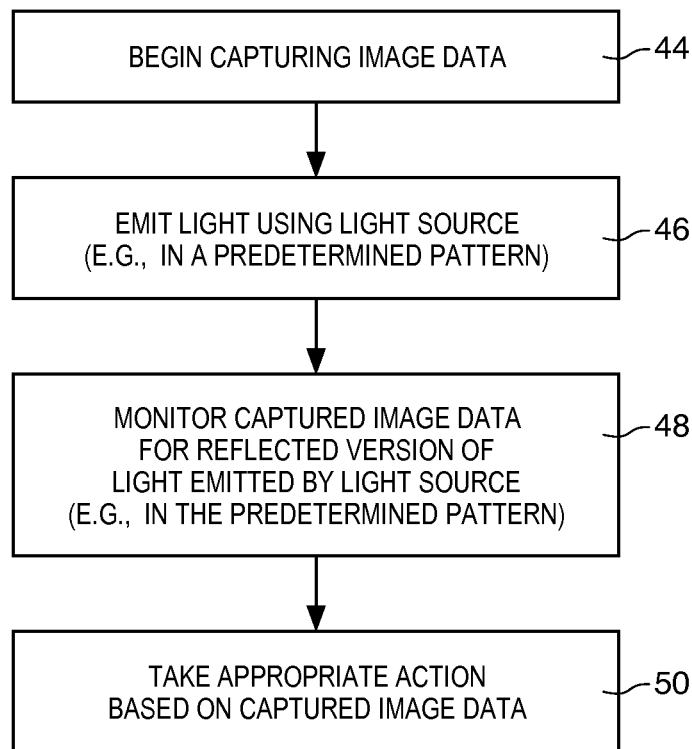 BEGIN CAPTURING IMAGE DATA
44
EMIT LIGHT USING LIGHT SOURCE
(E.G., IN A PREDETERMINED PATTERN)
46
MONITOR CAPTURED IMAGE DATA
FOR REFLECTED VERSION OF
LIGHT EMITTED BY LIGHT SOURCE
(E.G., IN THE PREDETERMINED PATTERN)
48
TAKE APPROPRIATE ACTION
BASED ON CAPTURED IMAGE DATA
50